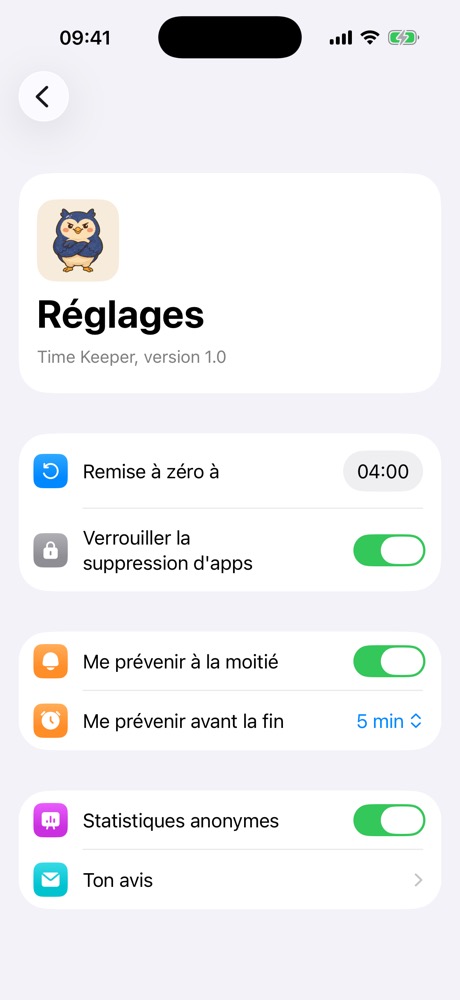 09:41
Réglages
Time Keeper, version 1.0
Remise à zéro à
04:00
Verrouiller la
suppression d'apps
Me prévenir à la moitié
Me prévenir avant la fin
5 min
Statistiques anonymes
Ton avis